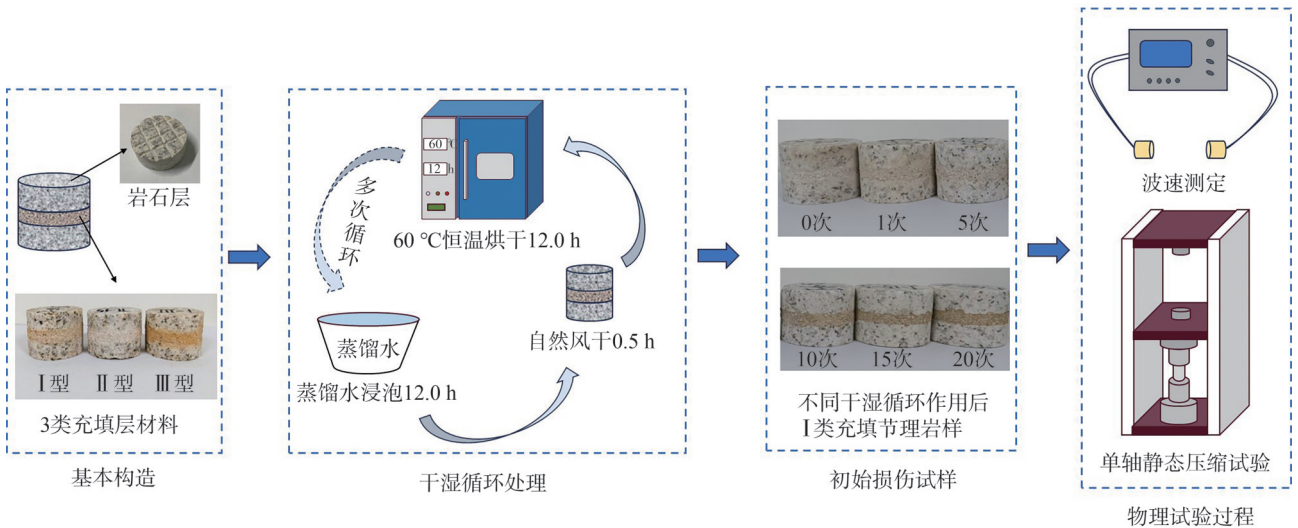 岩石层
Ⅰ型 Ⅱ型 Ⅲ型
3类充填层材料
基本构造
60 ℃
12 h
多次循环
60 ℃恒温烘干12.0 h
蒸馏水
蒸馏水浸泡12.0 h
自然风干0.5 h
干湿循环处理
0次 1次 5次
10次 15次 20次
不同干湿循环作用后
Ⅰ类充填节理岩样
初始损伤试样
波速测定
单轴静态压缩试验
物理试验过程